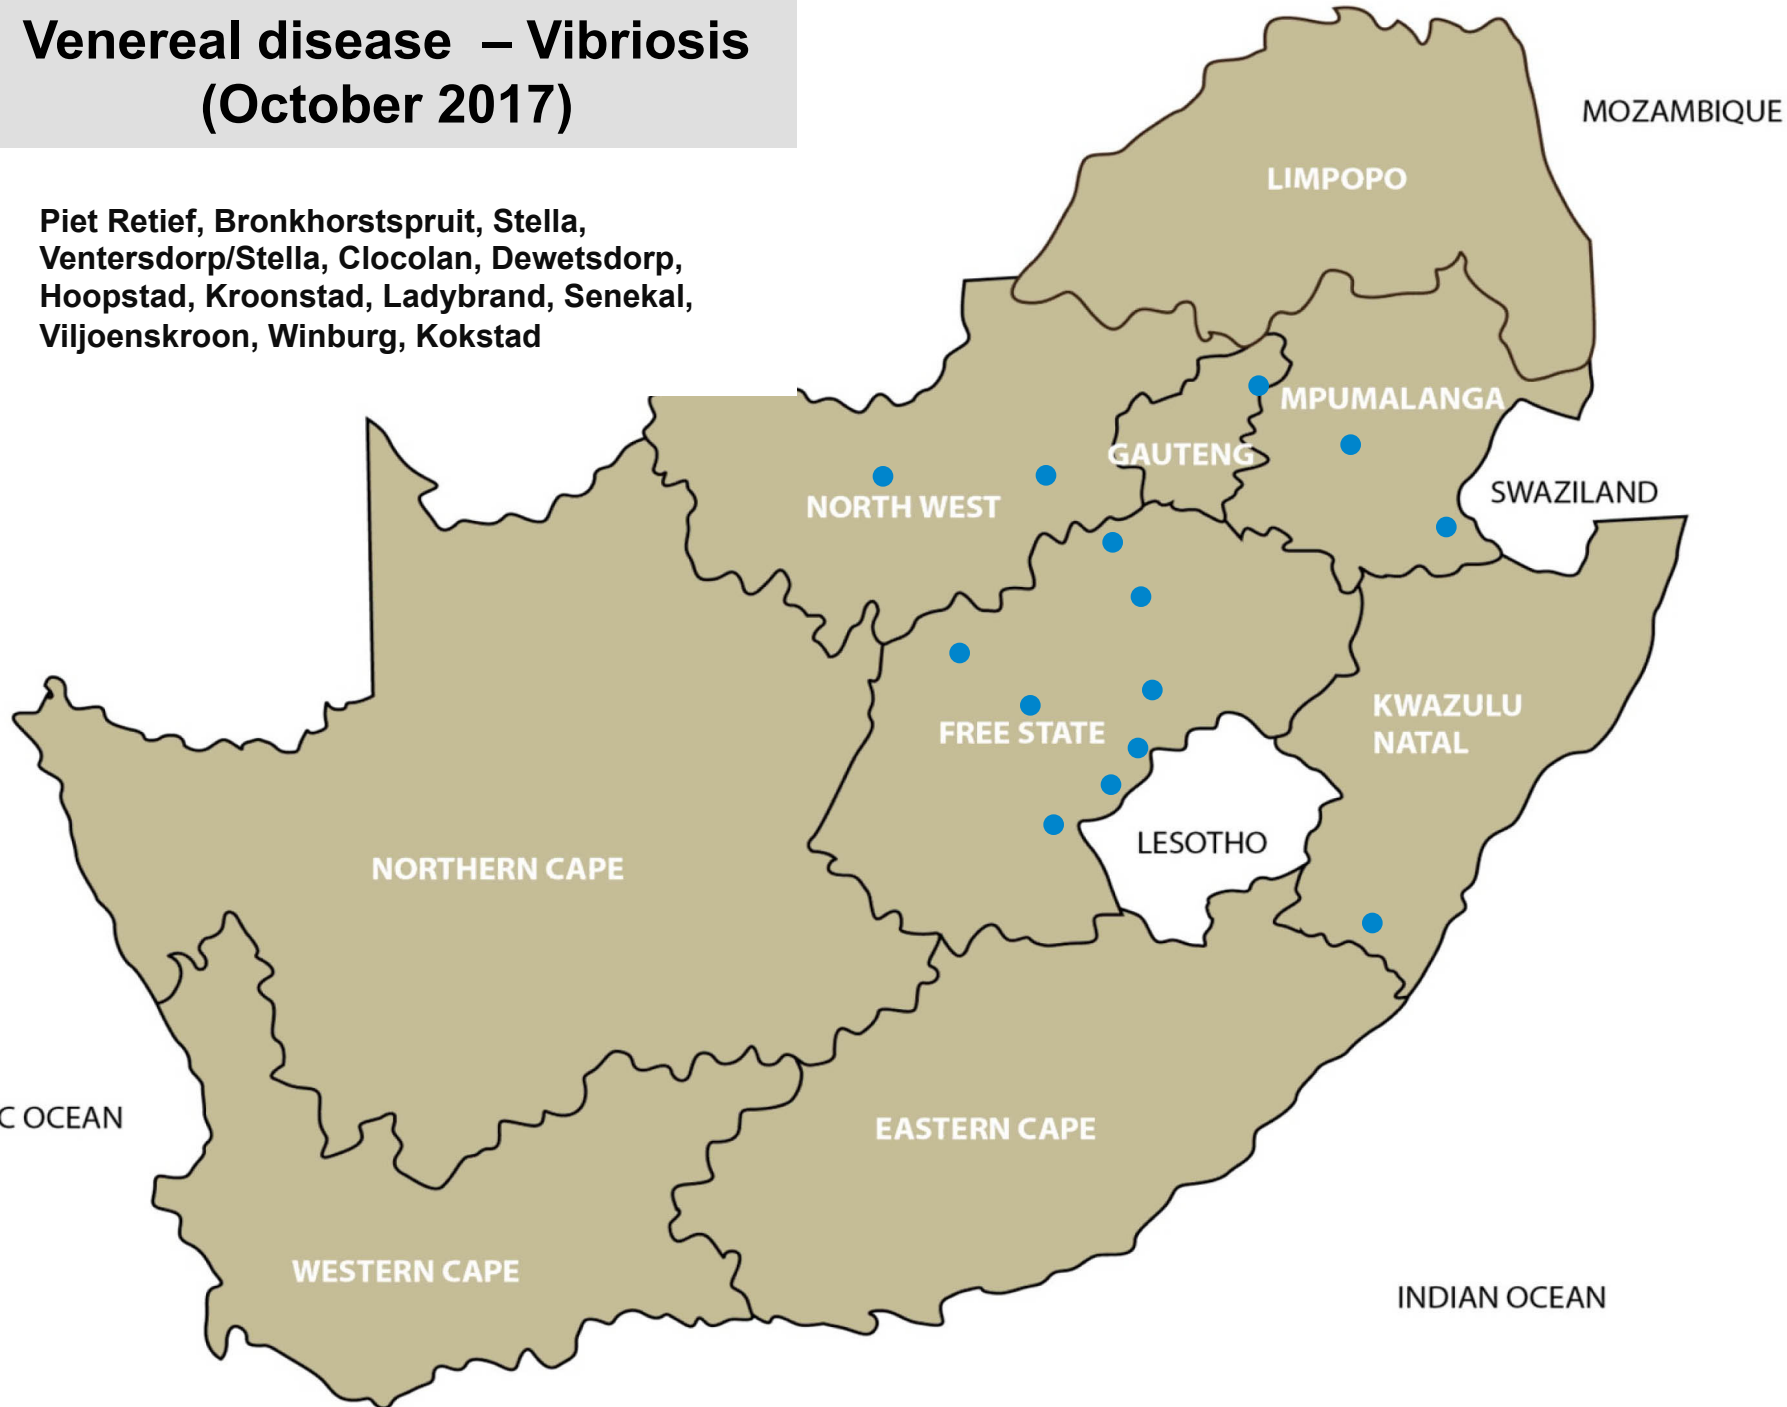 Venereal disease – Vibriosis
(October 2017)
Piet Retief, Bronkhorstspruit, Stella,
Ventersdorp/Stella, Clocolan, Dewetsdorp,
Hoopstad, Kroonstad, Ladybrand, Senekal,
Viljoenskroon, Winburg, Kokstad
MOZAMBIQUE
LIMPOPO
MPUMALANGA
GAUTENG
SWAZILAND
NORTH WEST
KWAZULU
NATAL
FREE STATE
LESOTHO
NORTHERN CAPE
C OCEAN
EASTERN CAPE
WESTERN CAPE
INDIAN OCEAN